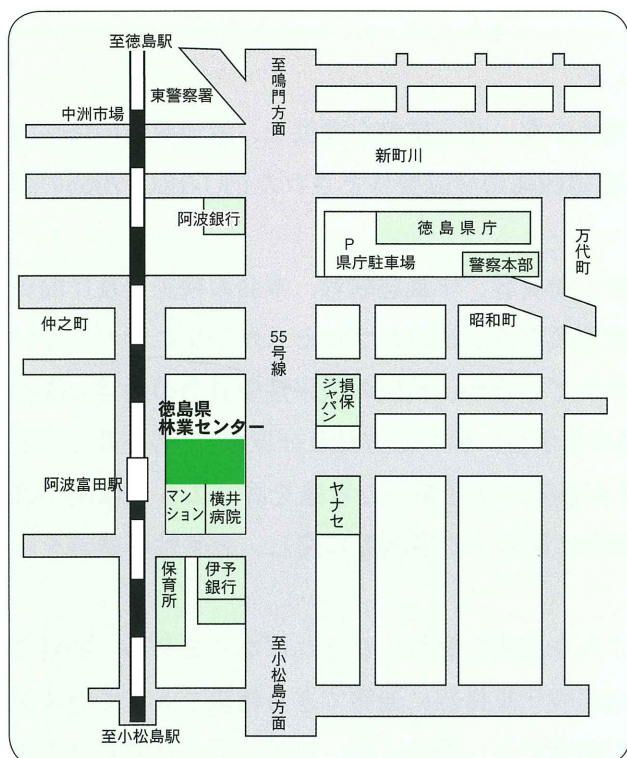 至徳島駅
東警察署
中洲市場
至鳴門方面
新町川
阿波銀行
徳島県庁
P
県庁駐車場
警察本部
万代町
仲之町
昭和町
55号線
損保
ジャパン
徳島県
林業センター
阿波富田駅
マン
ション
横井
病院
ヤナセ
保育所
伊予
銀行
至小松島方面
至小松島駅